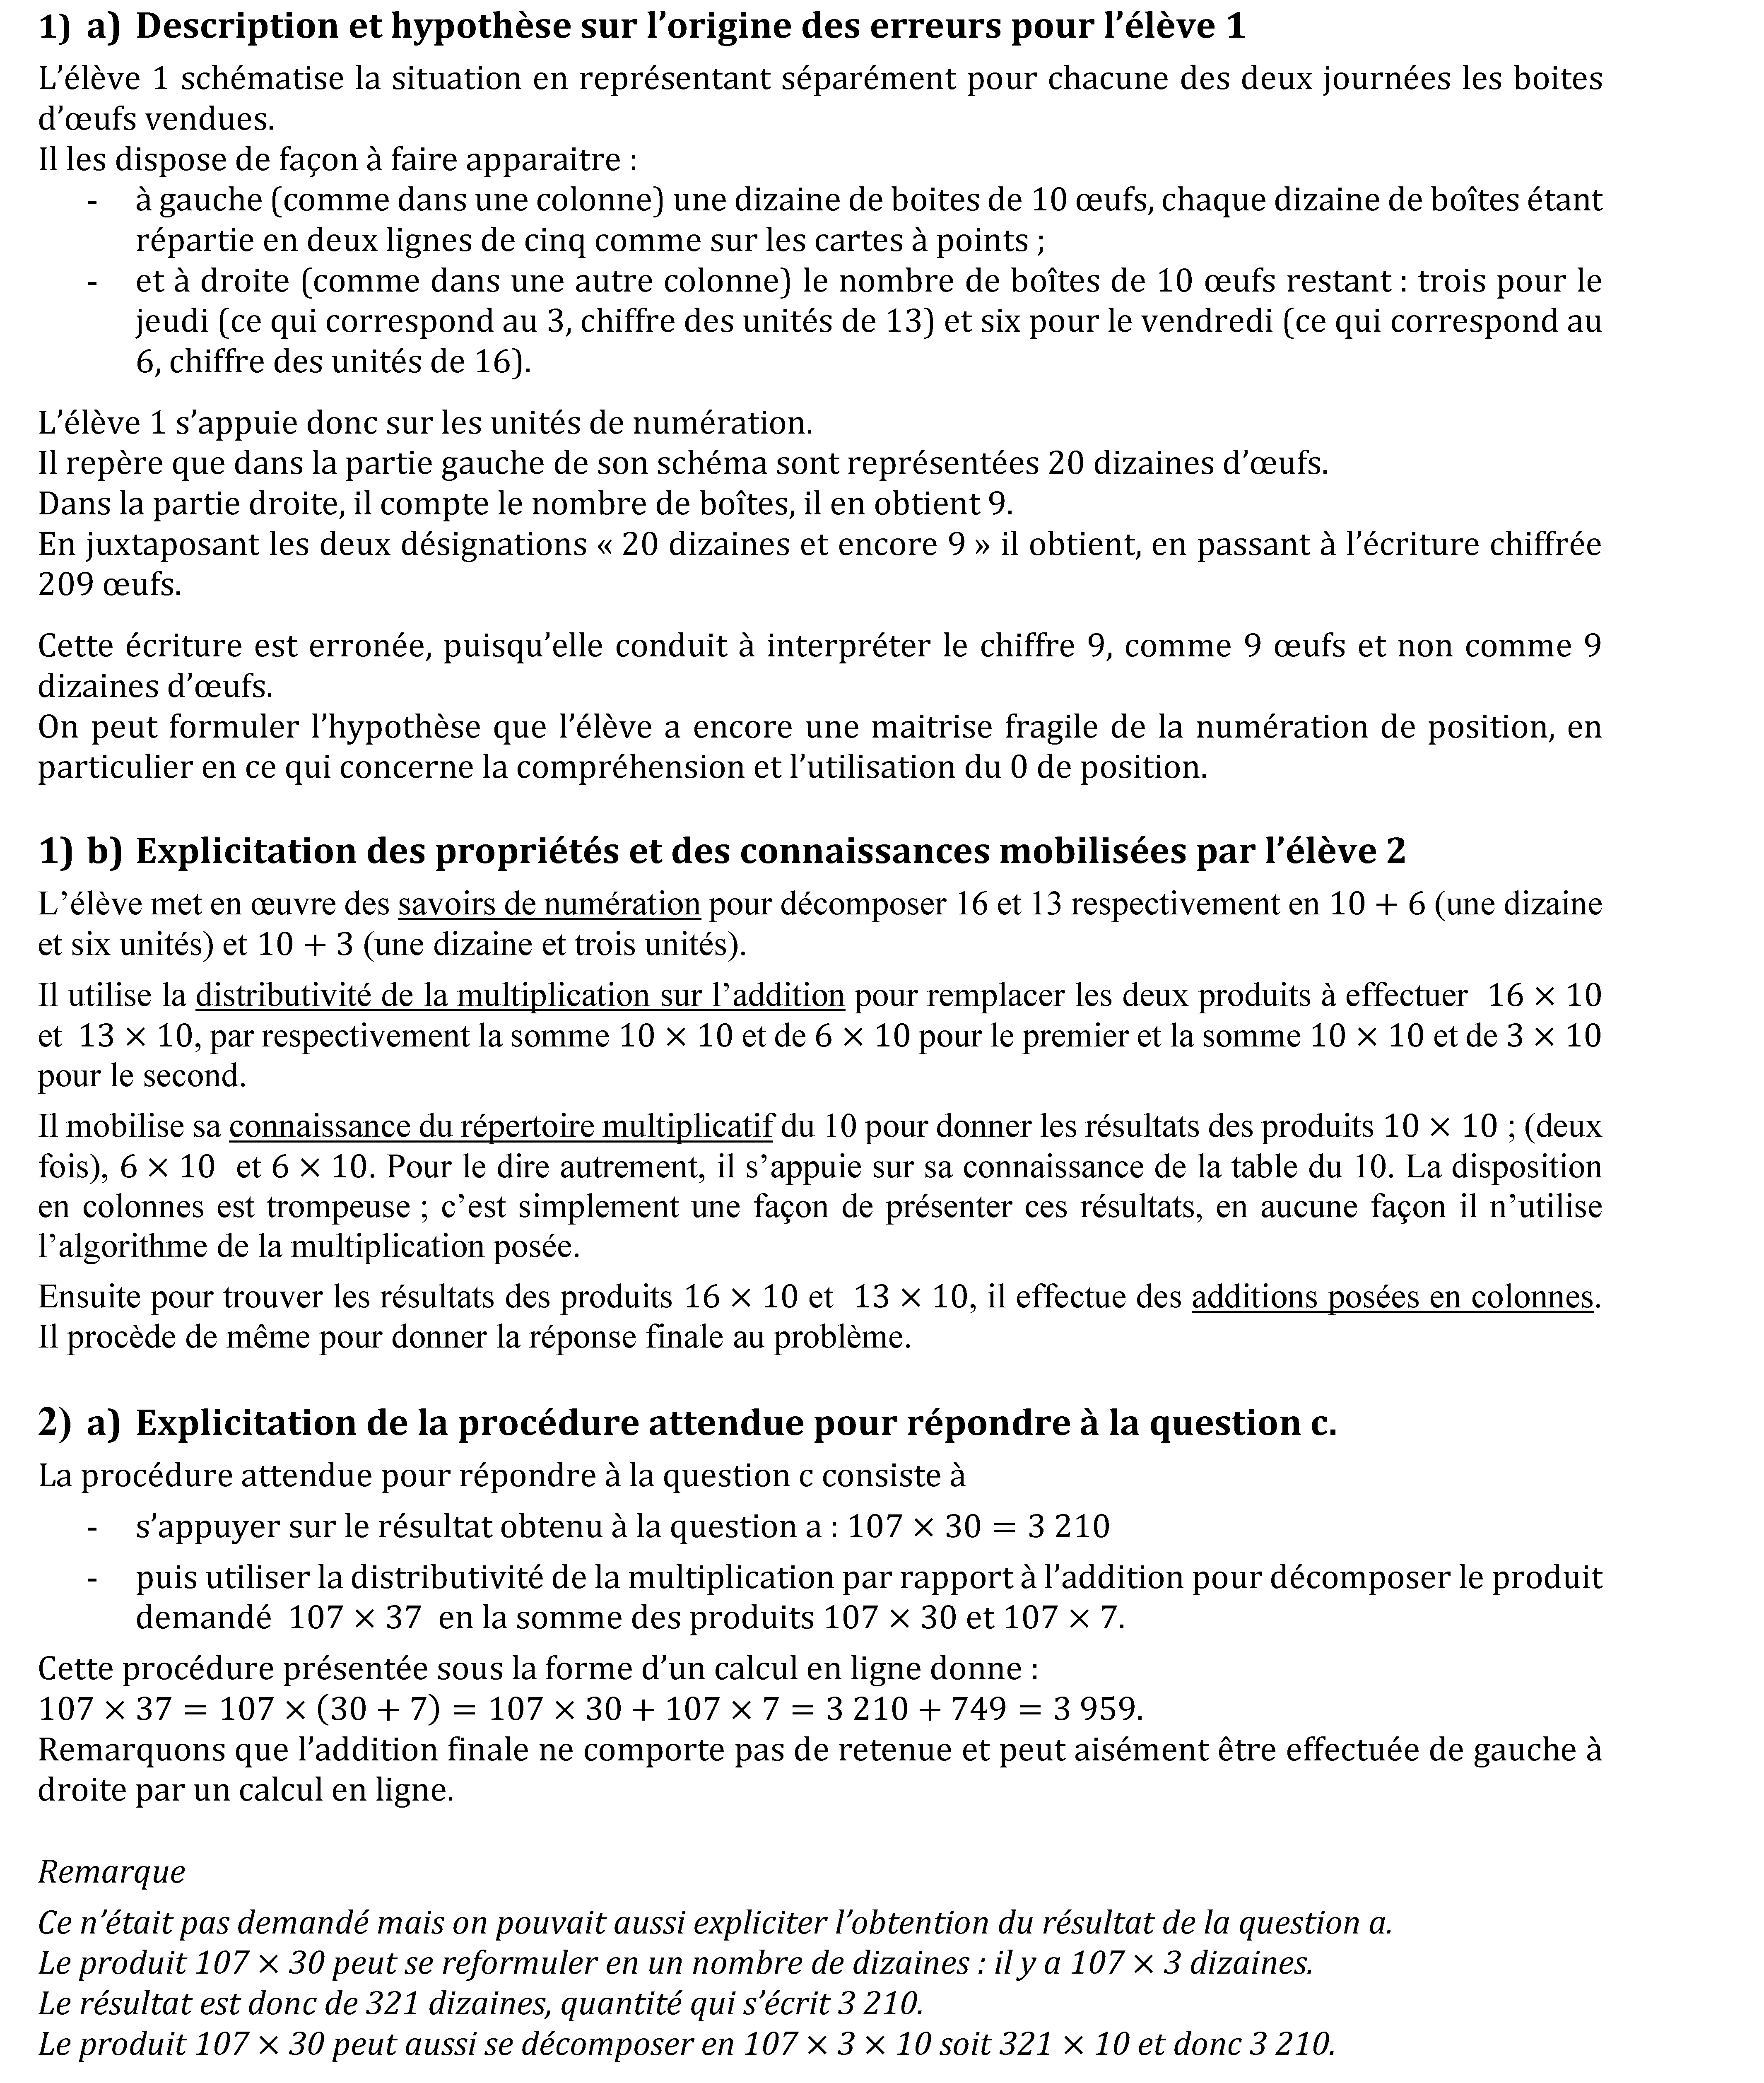 1) a) Description et hypothèse sur l’origine des erreurs pour l’élève 1
L’élève 1 schématise la situation en représentant séparément pour chacune des deux journées les boites
d’œufs vendues.
Il les dispose de façon à faire apparaitre :
- à gauche (comme dans une colonne) une dizaine de boites de 10 œufs, chaque dizaine de boîtes étant
répartie en deux lignes de cinq comme sur les cartes à points ;
- et à droite (comme dans une autre colonne) le nombre de boîtes de 10 œufs restant : trois pour le
jeudi (ce qui correspond au 3, chiffre des unités de 13) et six pour le vendredi (ce qui correspond au
6, chiffre des unités de 16).
L’élève 1 s’appuie donc sur les unités de numération.
Il repère que dans la partie gauche de son schéma sont représentées 20 dizaines d’œufs.
Dans la partie droite, il compte le nombre de boîtes, il en obtient 9.
En juxtaposant les deux désignations « 20 dizaines et encore 9 » il obtient, en passant à l’écriture chiffrée
209 œufs.
Cette écriture est erronée, puisqu’elle conduit à interpréter le chiffre 9, comme 9 œufs et non comme 9
dizaines d’œufs.
On peut formuler l’hypothèse que l’élève a encore une maitrise fragile de la numération de position, en
particulier en ce qui concerne la compréhension et l’utilisation du 0 de position.
1) b) Explicitation des propriétés et des connaissances mobilisées par l’élève 2
L’élève met en œuvre des savoirs de numération pour décomposer 16 et 13 respectivement en 10 + 6 (une dizaine
et six unités) et 10 + 3 (une dizaine et trois unités).
Il utilise la distributivité de la multiplication sur l’addition pour remplacer les deux produits à effectuer 16 × 10
et 13 × 10, par respectivement la somme 10 × 10 et de 6 × 10 pour le premier et la somme 10 × 10 et de 3 × 10
pour le second.
Il mobilise sa connaissance du répertoire multiplicatif du 10 pour donner les résultats des produits 10 × 10 ; (deux
fois), 6 × 10 et 6 × 10. Pour le dire autrement, il s’appuie sur sa connaissance de la table du 10. La disposition
en colonnes est trompeuse ; c’est simplement une façon de présenter ces résultats, en aucune façon il n’utilise
l’algorithme de la multiplication posée.
Ensuite pour trouver les résultats des produits 16 × 10 et 13 × 10, il effectue des additions posées en colonnes.
Il procède de même pour donner la réponse finale au problème.
2) a) Explicitation de la procédure attendue pour répondre à la question c.
La procédure attendue pour répondre à la question c consiste à
- s’appuyer sur le résultat obtenu à la question a : 107 × 30 = 3 210
- puis utiliser la distributivité de la multiplication par rapport à l’addition pour décomposer le produit
demandé 107 × 37 en la somme des produits 107 × 30 et 107 × 7.
Cette procédure présentée sous la forme d’un calcul en ligne donne :
107 × 37 = 107 × (30 + 7) = 107 × 30 + 107 × 7 = 3 210 + 749 = 3 959.
Remarquons que l’addition finale ne comporte pas de retenue et peut aisément être effectuée de gauche à
droite par un calcul en ligne.
Remarque
Ce n’était pas demandé mais on pouvait aussi expliciter l’obtention du résultat de la question a.
Le produit 107 × 30 peut se reformuler en un nombre de dizaines : il y a 107 × 3 dizaines.
Le résultat est donc de 321 dizaines, quantité qui s’écrit 3 210.
Le produit 107 × 30 peut aussi se décomposer en 107 × 3 × 10 soit 321 × 10 et donc 3 210.